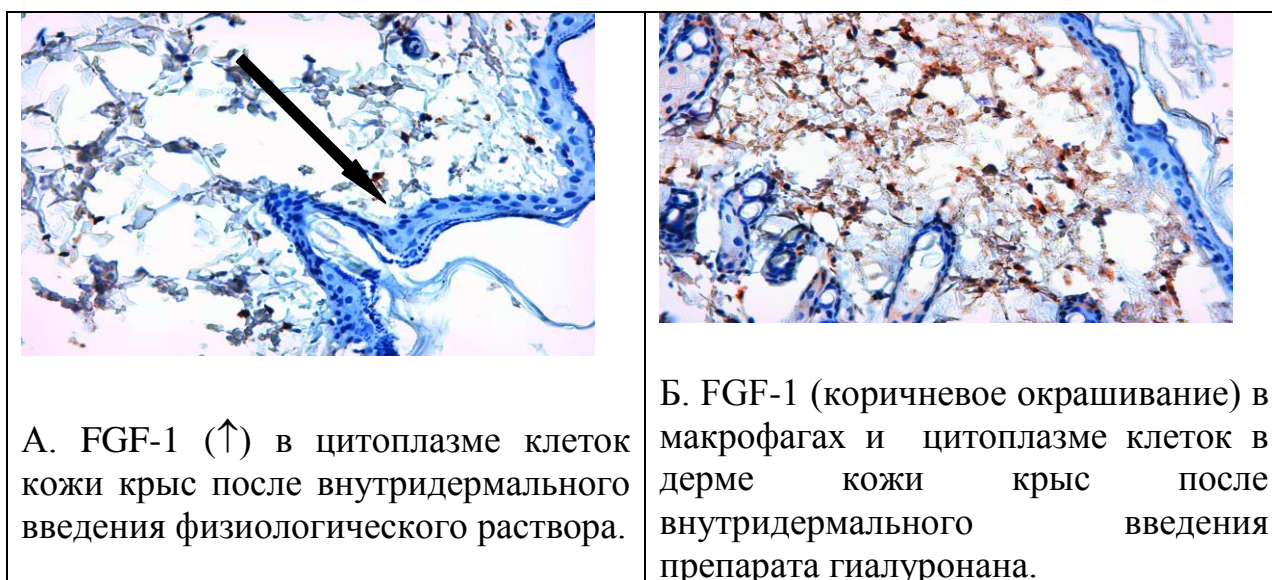 А. FGF-1 (↑) в цитоплазме клеток
кожи крыс после внутридермального
введения физиологического раствора.
Б. FGF-1 (коричневое окрашивание) в
макрофагах и цитоплазме клеток в
дерме кожи крыс после
внутридермального введения
препарата гиалуронана.